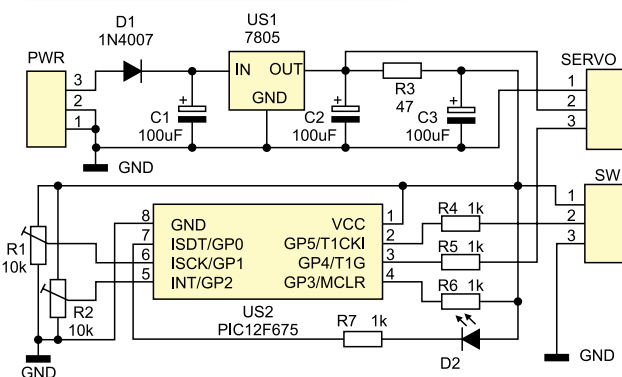 D1
1N4007
US1
7805
PWR
3
2
1
IN OUT
GND
C1
100uF
C2
100uF
R3
47
C3
100uF
SERVO
1
2
3
GND
R1
10k
R2
10k
8 GND
7 ISDT/GP0
6 ISCK/GP1
5 INT/GP2
VCC 1
GP5/T1CKI 2
GP4/T1G 3
GP3/MCLR 4
US2
PIC12F675
R4 1k
R5 1k
R6 1k
R7 1k
D2
SW
1
2
3
GND
GND